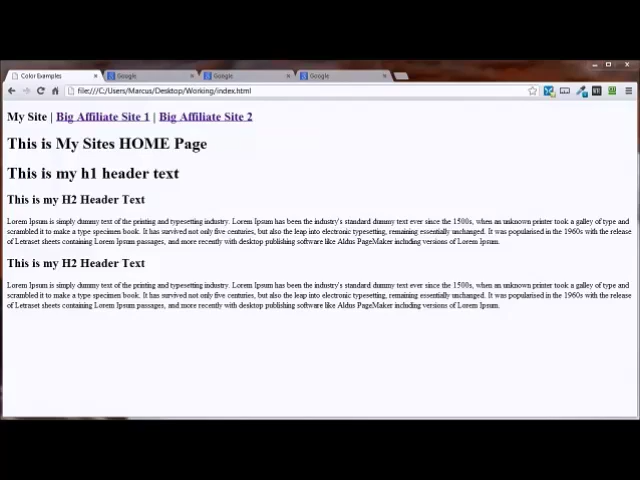 Color Examples
Google
Google
Google
file:///C:/Users/Marcus/Desktop/Working/index.html
My Site | Big Affiliate Site 1 | Big Affiliate Site 2
This is My Sites HOME Page
This is my h1 header text
This is my H2 Header Text
Lorem Ipsum is simply dummy text of the printing and typesetting industry. Lorem Ipsum has been the industry's standard dummy text ever since the 1500s, when an unknown printer took a galley of type and
scrambled it to make a type specimen book. It has survived not only five centuries, but also the leap into electronic typesetting, remaining essentially unchanged. It was popularised in the 1960s with the release
of Letraset sheets containing Lorem Ipsum passages, and more recently with desktop publishing software like Aldus PageMaker including versions of Lorem Ipsum.
This is my H2 Header Text
Lorem Ipsum is simply dummy text of the printing and typesetting industry. Lorem Ipsum has been the industry's standard dummy text ever since the 1500s, when an unknown printer took a galley of type and
scrambled it to make a type specimen book. It has survived not only five centuries, but also the leap into electronic typesetting, remaining essentially unchanged. It was popularised in the 1960s with the release
of Letraset sheets containing Lorem Ipsum passages, and more recently with desktop publishing software like Aldus PageMaker including versions of Lorem Ipsum.